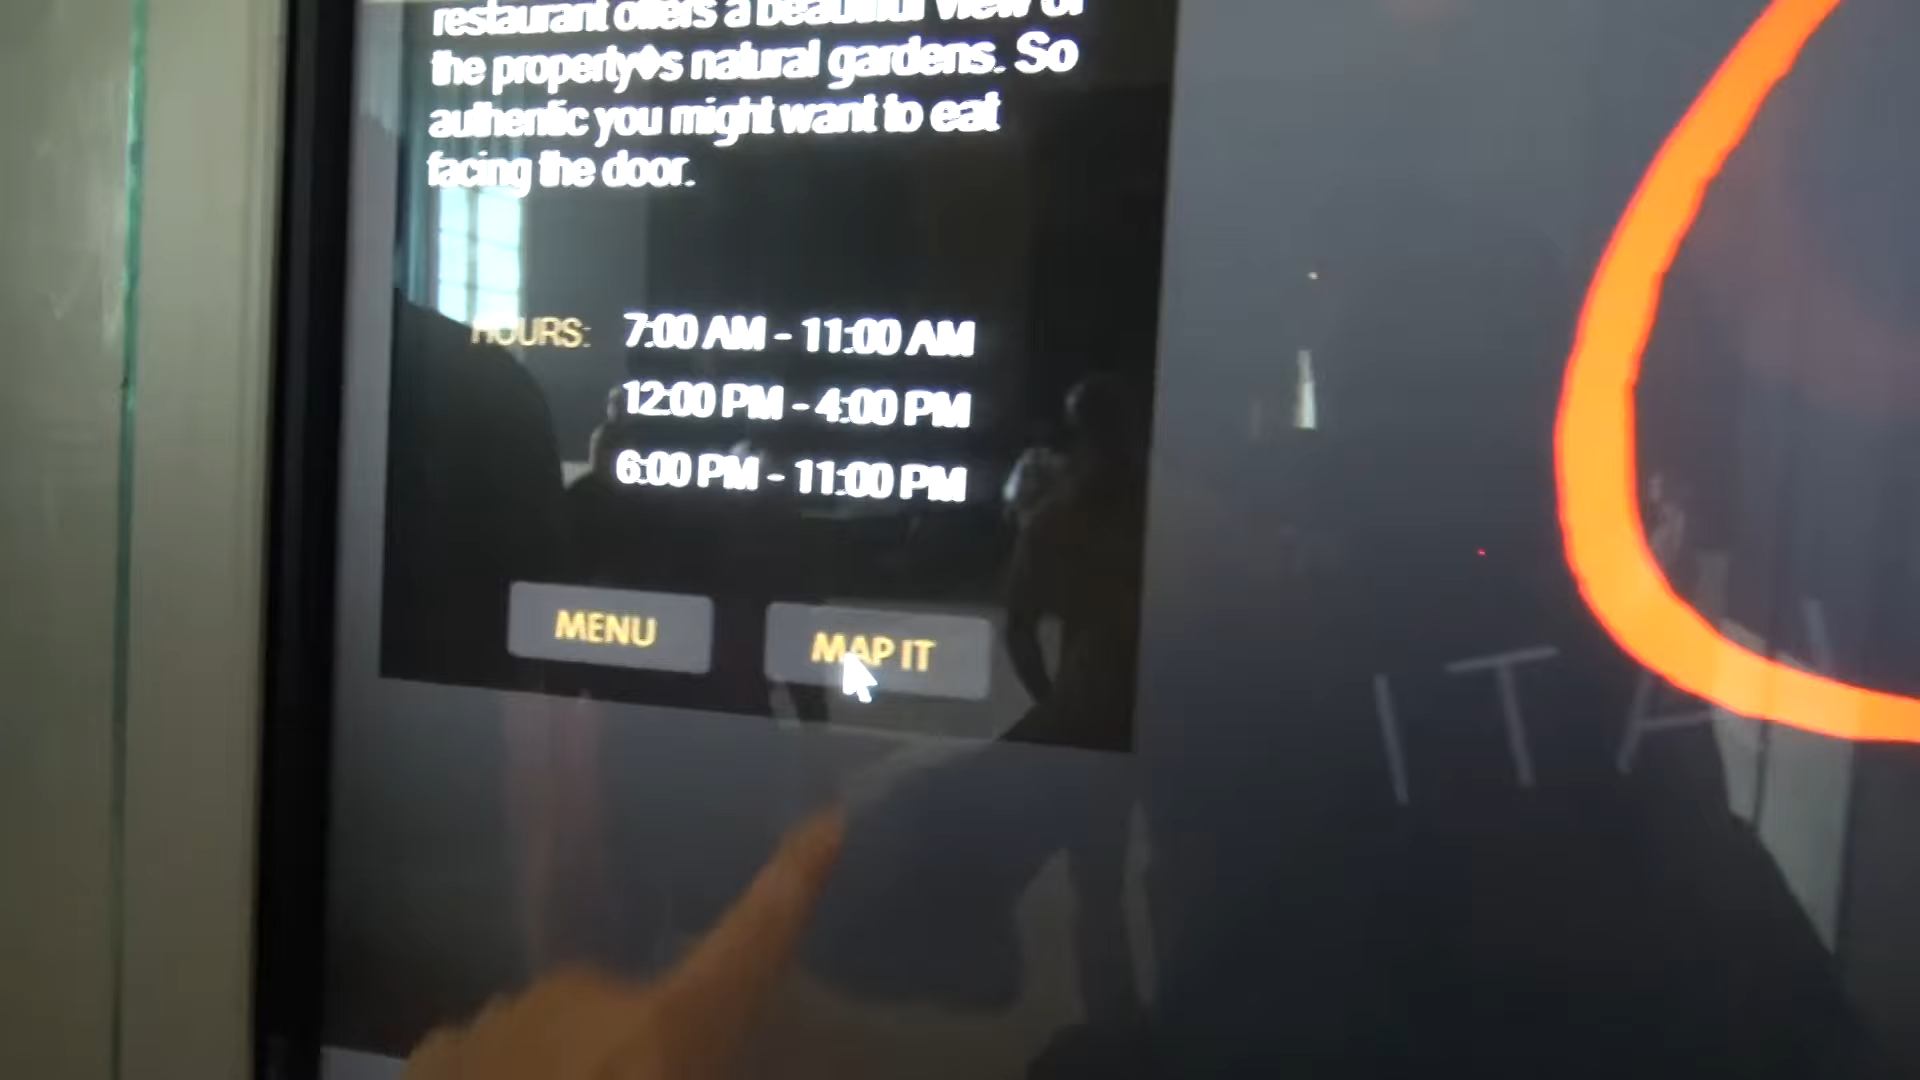 restaurant offers a beautiful view of
the property�s natural gardens. So
authentic you might want to eat
facing the door.
HOURS: 7:00 AM - 11:00 AM
12:00 PM - 4:00 PM
6:00 PM - 11:00 PM
MENU MAP IT
ITA